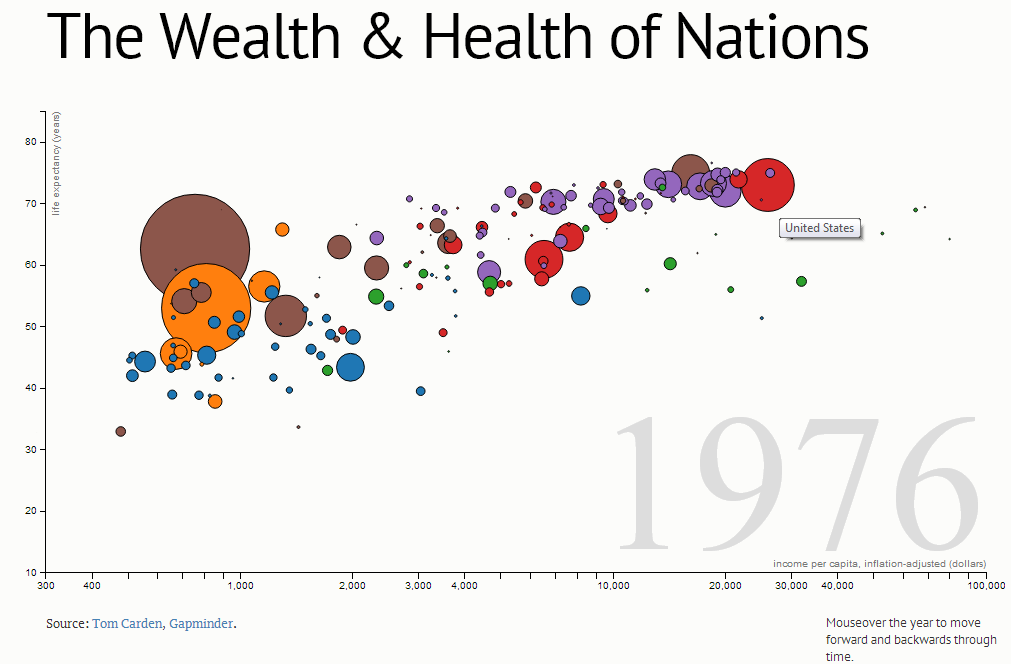 The Wealth & Health of Nations
life expectancy (years)
80
70
60
50
40
30
20
10
United States
1976
income per capita, inflation-adjusted (dollars)
300 400 1,000 2,000 3,000 4,000 10,000 20,000 30,000 40,000 100,000
Source: Tom Carden, Gapminder.
Mouseover the year to move
forward and backwards through
time.